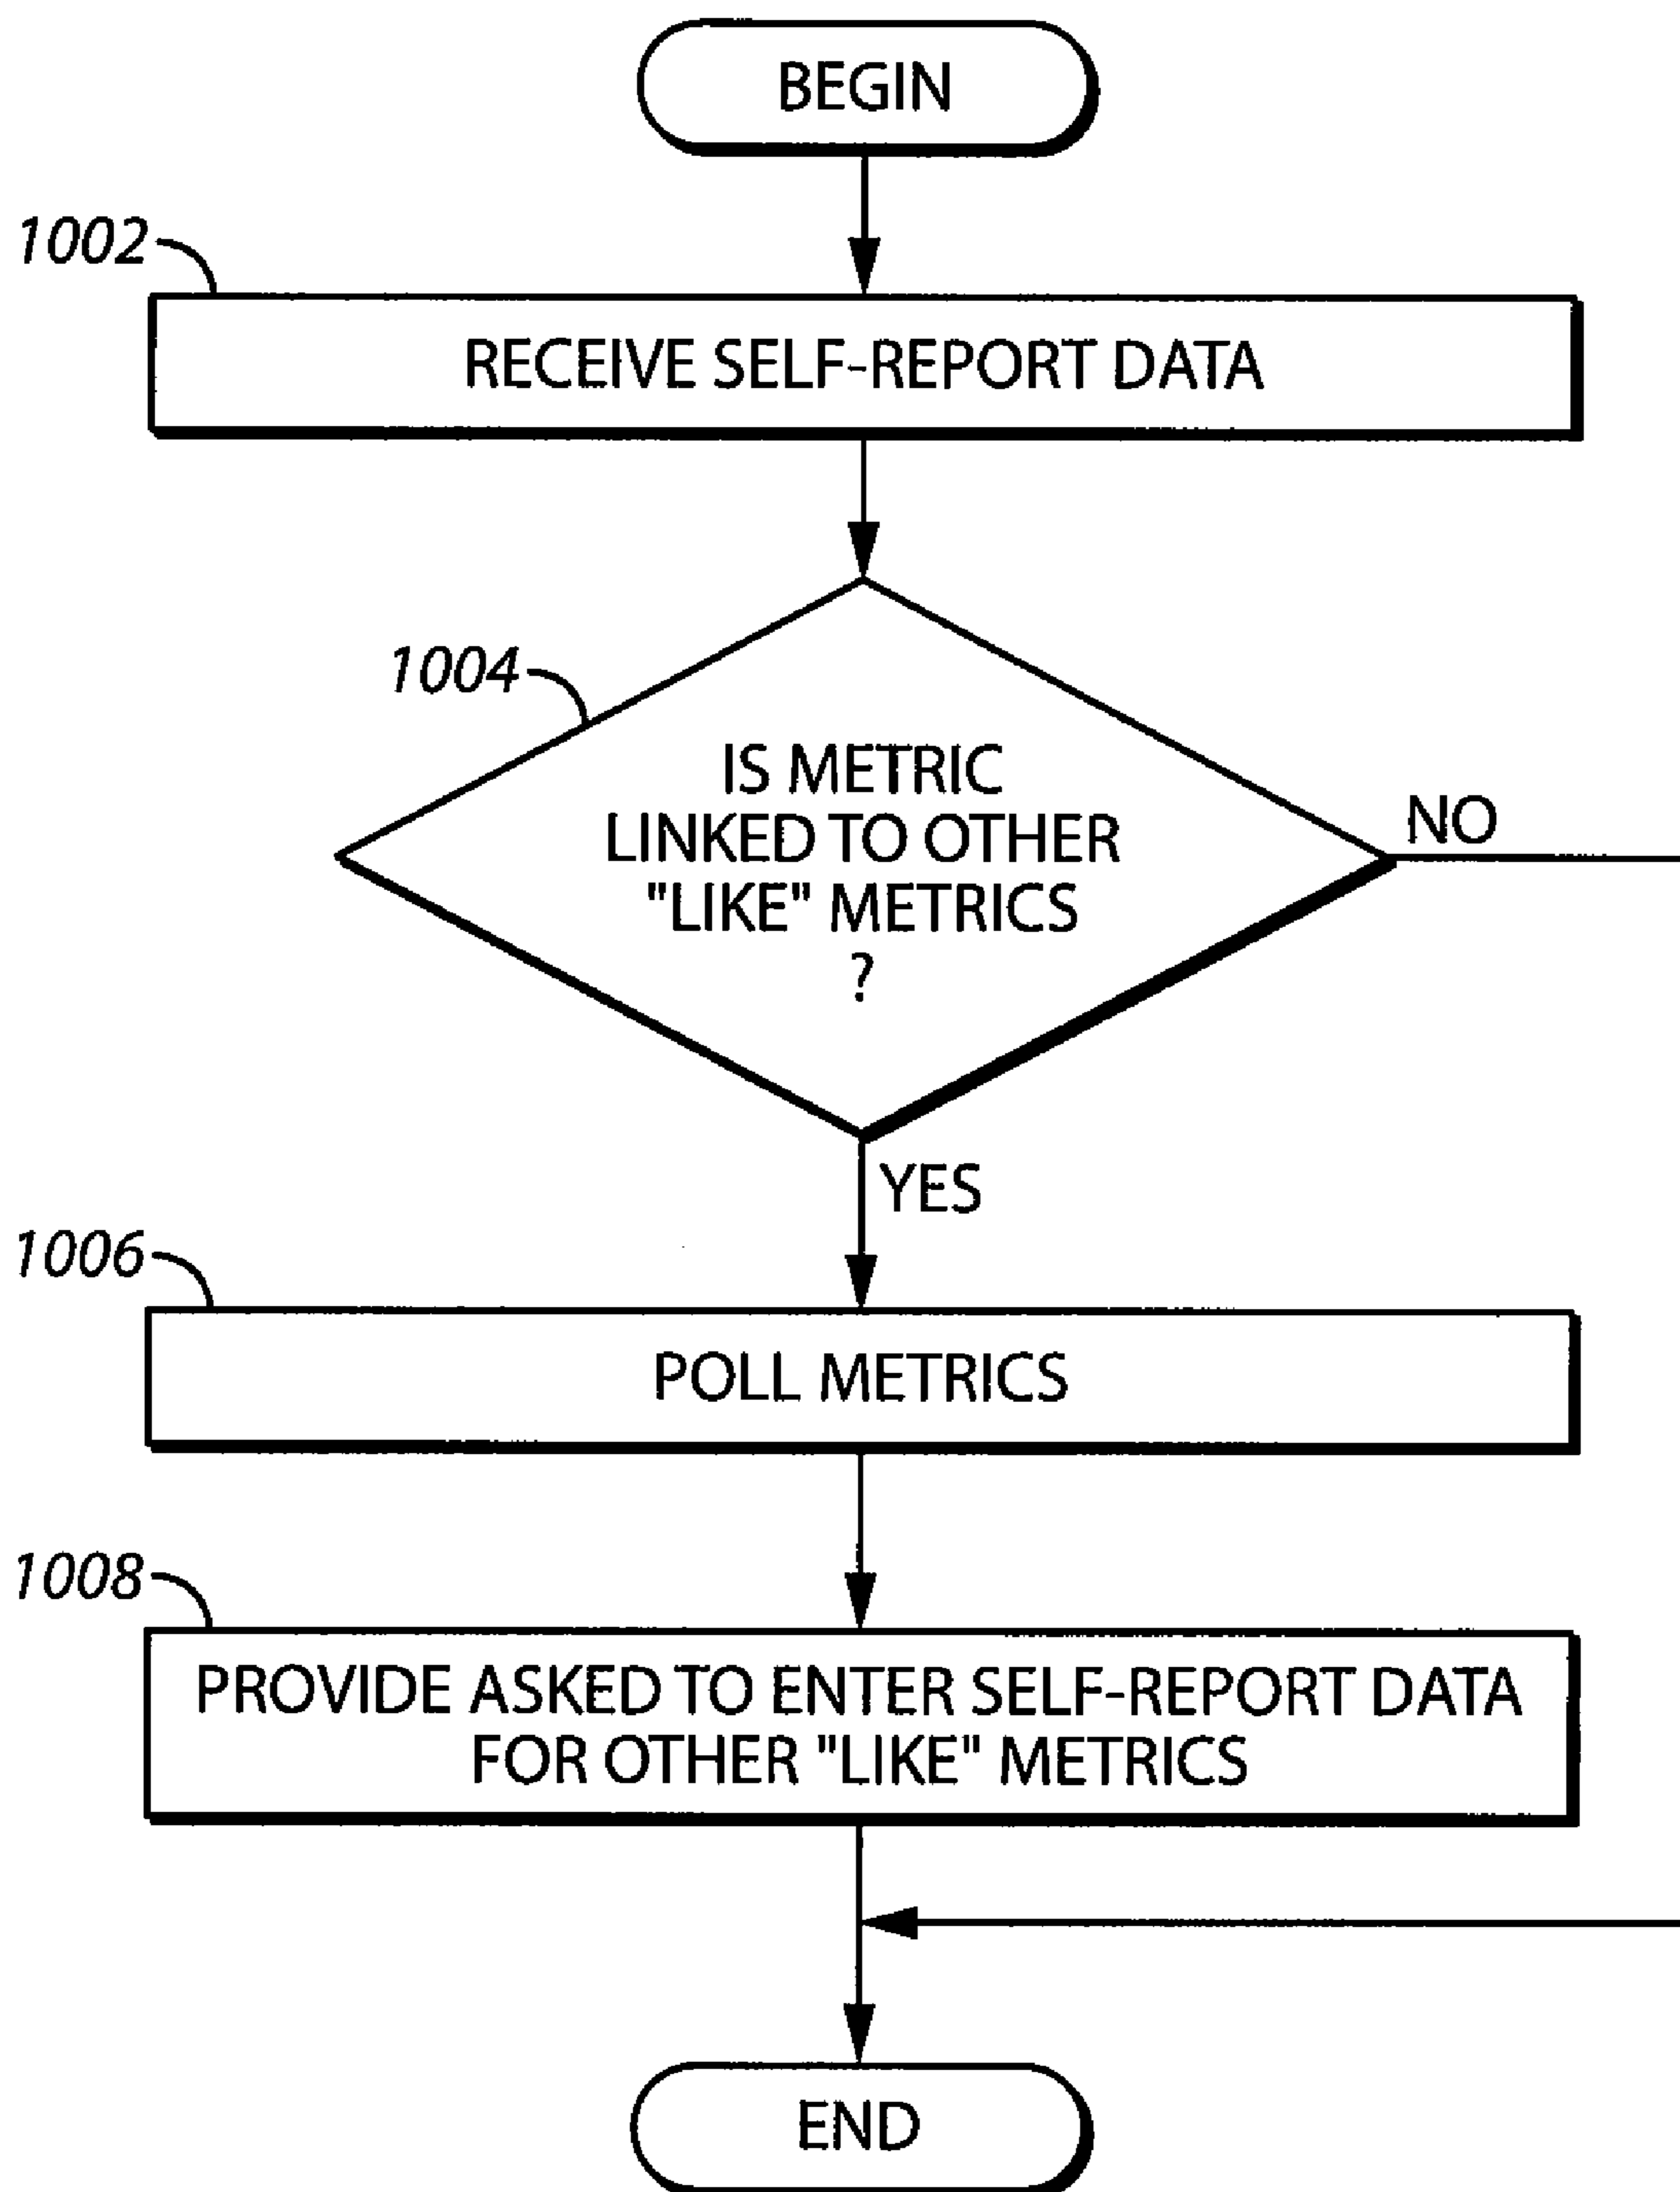 BEGIN
1002
RECEIVE SELF-REPORT DATA
1004
IS METRIC
LINKED TO OTHER
"LIKE" METRICS
?
NO
YES
1006
POLL METRICS
1008
PROVIDE ASKED TO ENTER SELF-REPORT DATA
FOR OTHER "LIKE" METRICS
END